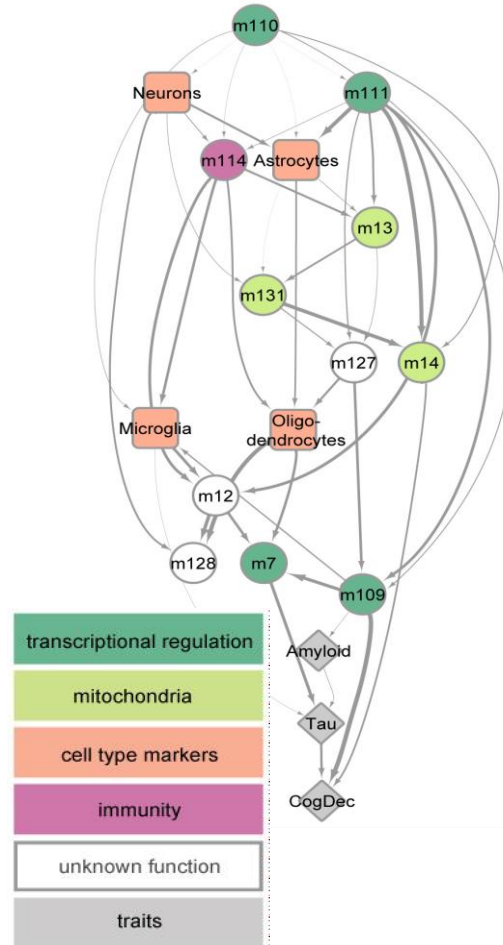 m110
Neurons
m111
m114
Astrocytes
m13
m131
m127
m14
Microglia
Oligo-
dendrocytes
m12
m128
m7
m109
transcriptional regulation
Amyloid
mitochondria
Tau
cell type markers
CogDec
immunity
unknown function
traits